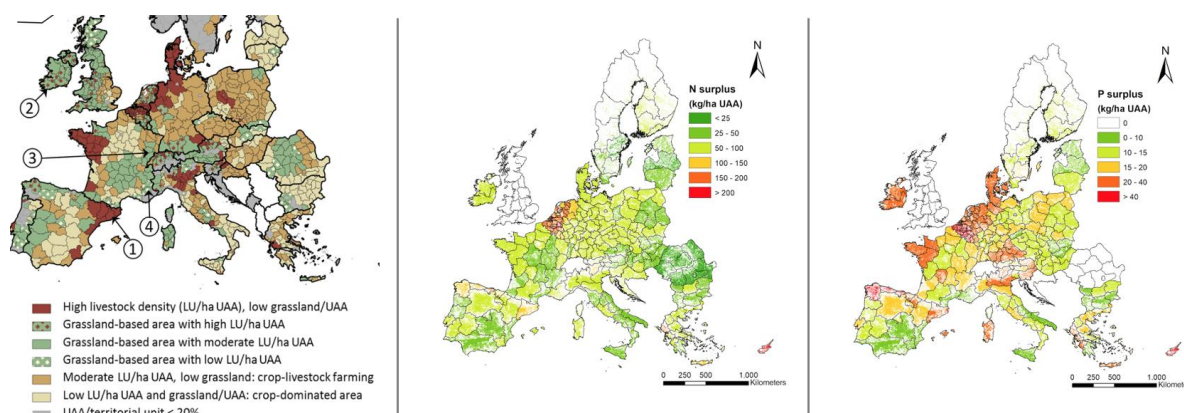 ②
③
④
①
High livestock density (LU/ha UAA), low grassland/UAA
Grassland-based area with high LU/ha UAA
Grassland-based area with moderate LU/ha UAA
Grassland-based area with low LU/ha UAA
Moderate LU/ha UAA, low grassland: crop-livestock farming
Low LU/ha UAA and grassland/UAA: crop-dominated area
UAA/territorial unit < 20%
N
N surplus
(kg/ha UAA)
< 25
25 - 50
50 - 100
100 - 150
150 - 200
> 200
0 250 500 1.000
Kilometers
N
P surplus
(kg/ha UAA)
0
0 - 10
10 - 15
15 - 20
20 - 40
> 40
0 250 500 1.000
Kilometers